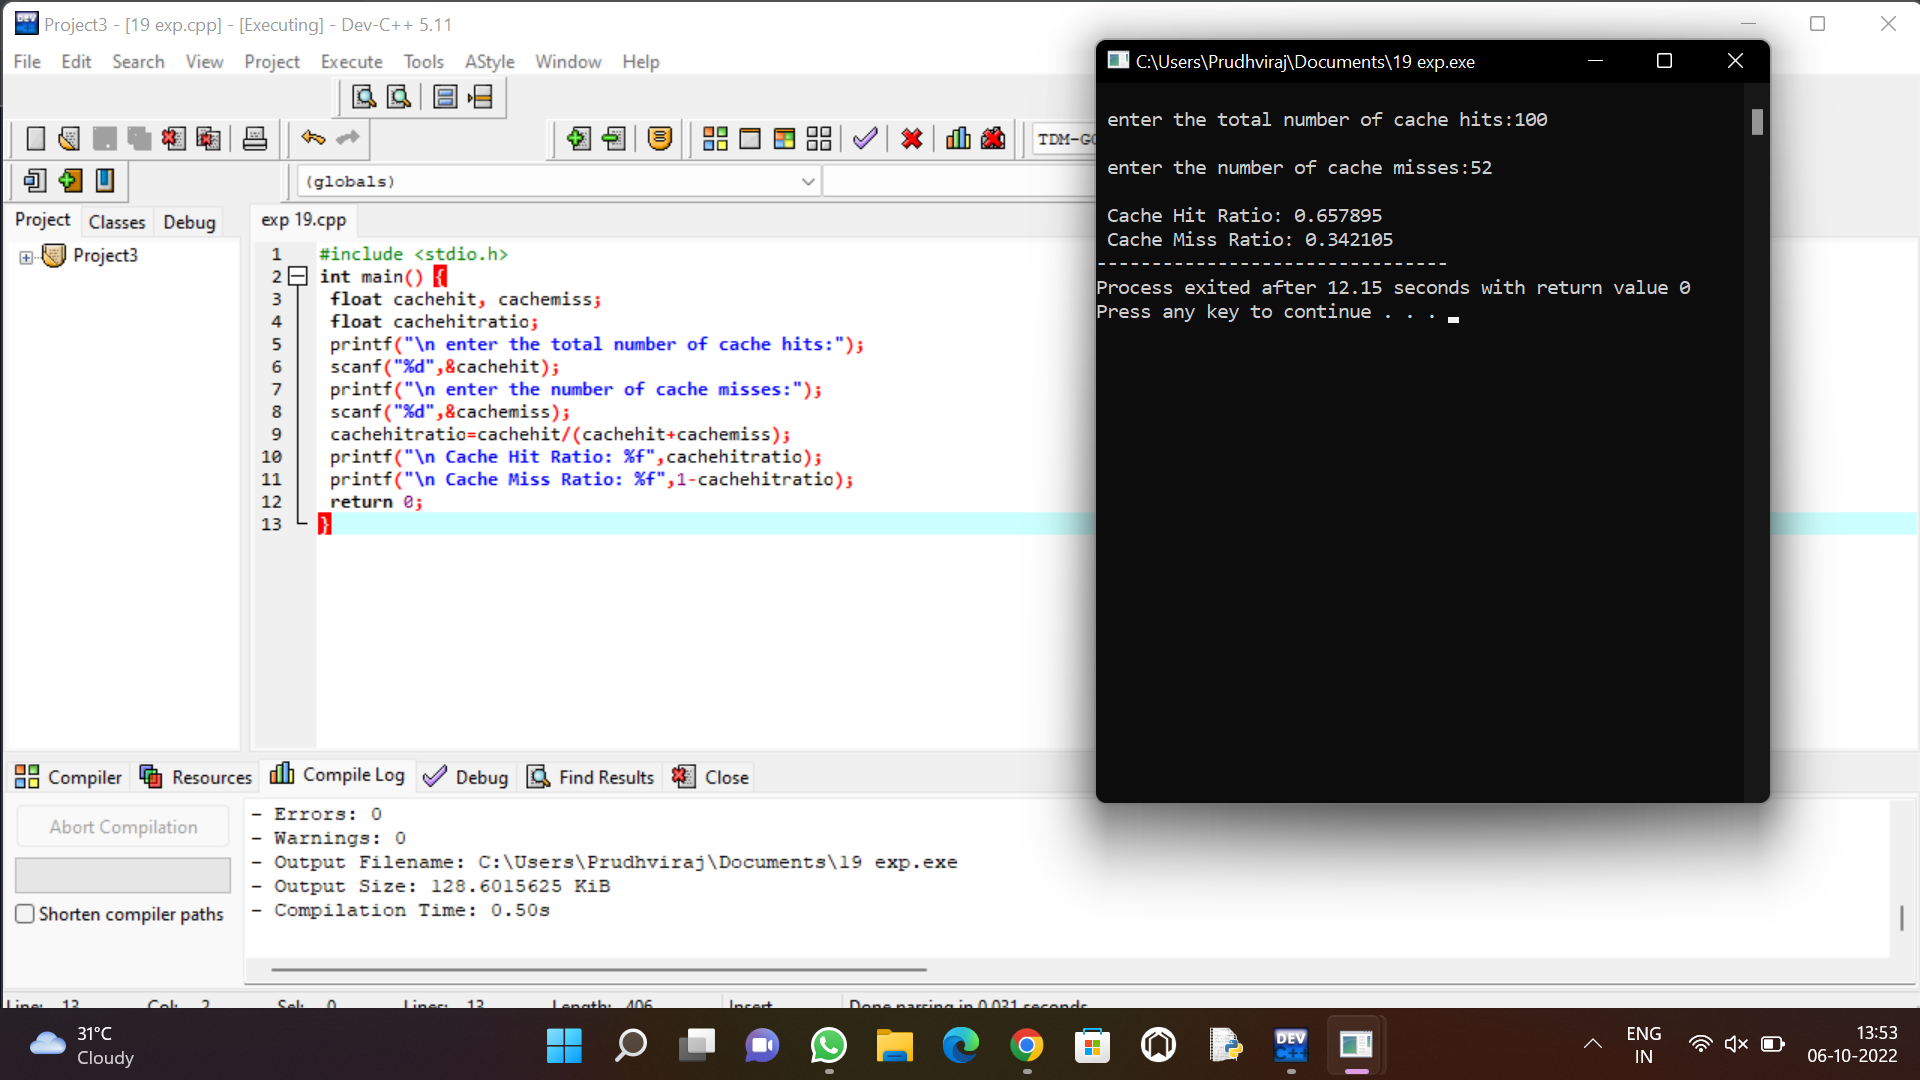 Project3 - [19 exp.cpp] - [Executing] - Dev-C++ 5.11
File Edit Search View Project Execute Tools AStyle Window Help
TDM-GC
(globals)
Project Classes Debug
Project3
exp 19.cpp
1 #include <stdio.h>
2 int main() {
3 float cachehit, cachemiss;
4 float cachehitratio;
5 printf("\n enter the total number of cache hits:");
6 scanf("%d",&cachehit);
7 printf("\n enter the number of cache misses:");
8 scanf("%d",&cachemiss);
9 cachehitratio=cachehit/(cachehit+cachemiss);
10 printf("\n Cache Hit Ratio: %f",cachehitratio);
11 printf("\n Cache Miss Ratio: %f",1-cachehitratio);
12 return 0;
13 }
C:\Users\Prudhviraj\Documents\19 exp.exe
enter the total number of cache hits:100
enter the number of cache misses:52
Cache Hit Ratio: 0.657895
Cache Miss Ratio: 0.342105
--------------------------------
Process exited after 12.15 seconds with return value 0
Press any key to continue . . .
Compiler Resources Compile Log Debug Find Results Close
Abort Compilation
Shorten compiler paths
- Errors: 0
- Warnings: 0
- Output Filename: C:\Users\Prudhviraj\Documents\19 exp.exe
- Output Size: 128.6015625 KiB
- Compilation Time: 0.50s
Line: 13 Col: 2 Sel: 0 Lines: 13 Length: 406 Insert Done parsing in 0.031 seconds
31°C
Cloudy
DEV
C++
ENG
IN
13:53
06-10-2022